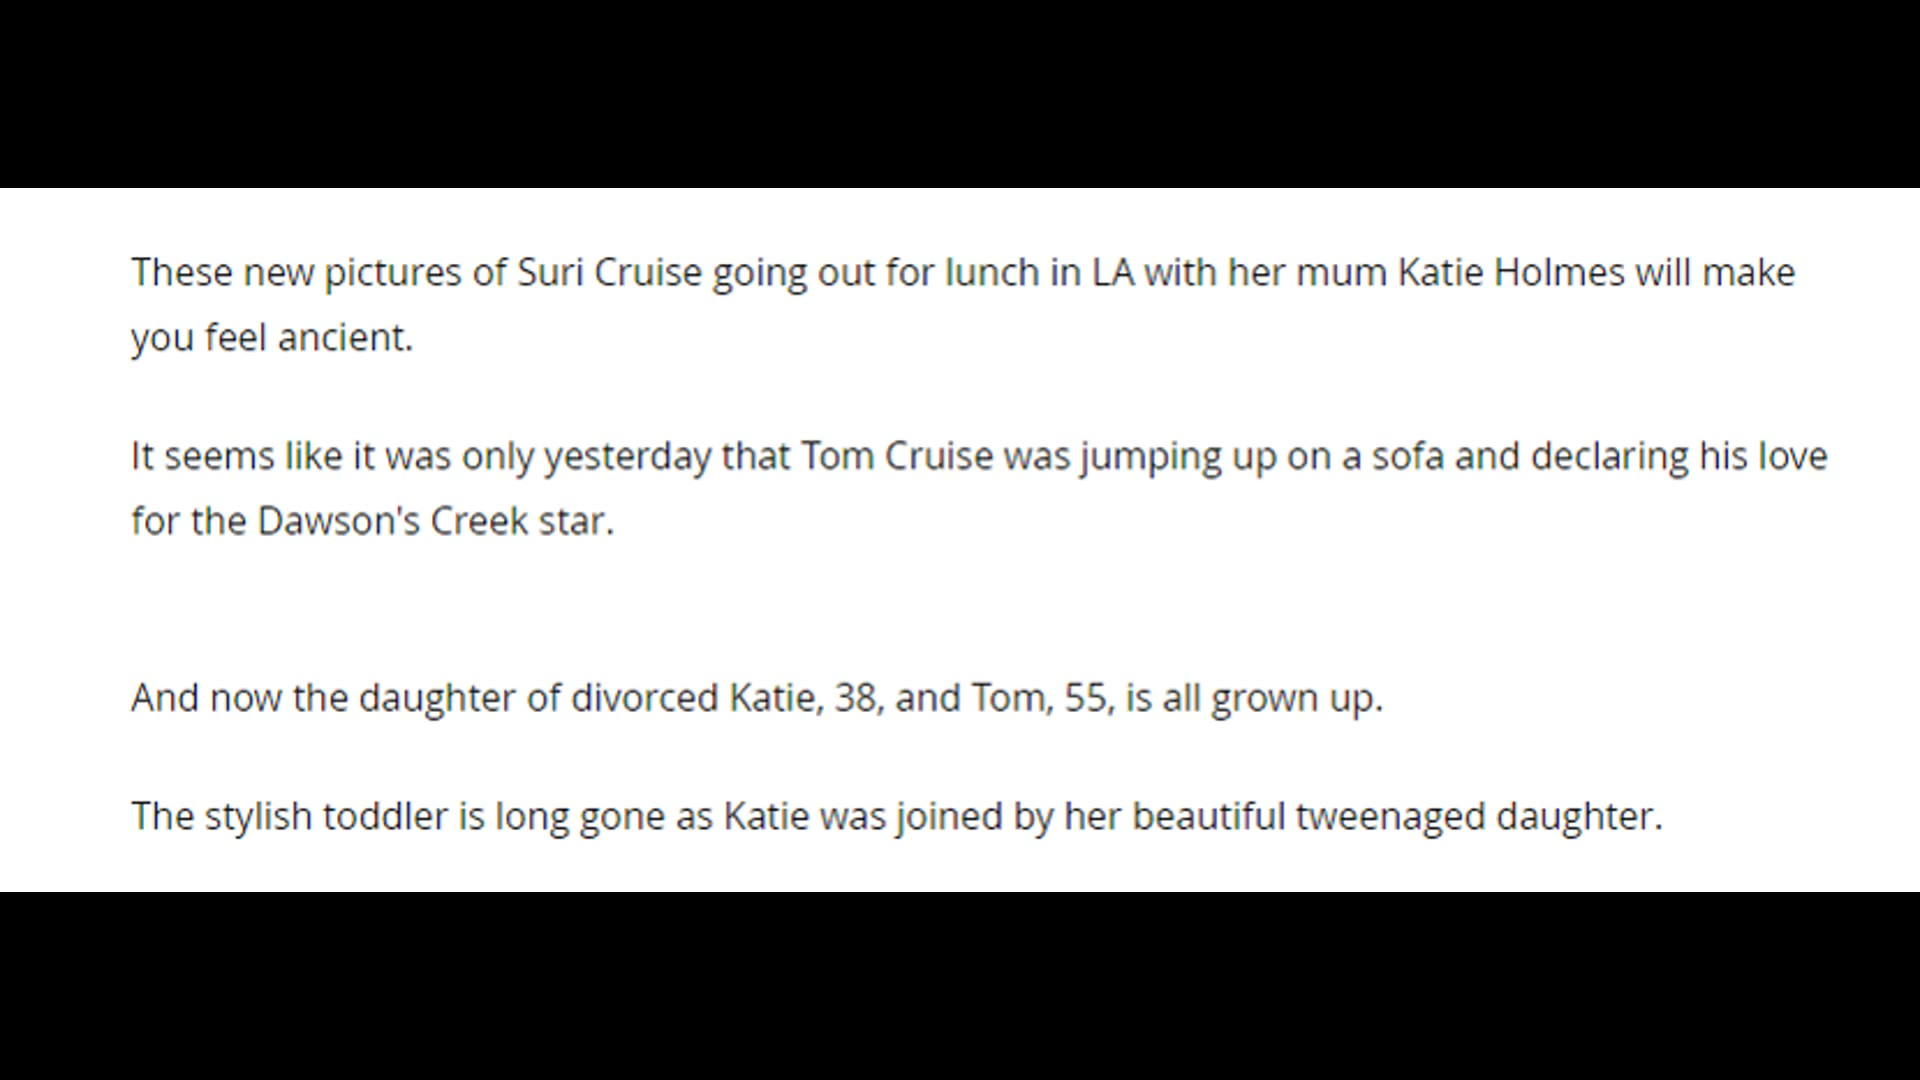 These new pictures of Suri Cruise going out for lunch in LA with her mum Katie Holmes will make
you feel ancient.
It seems like it was only yesterday that Tom Cruise was jumping up on a sofa and declaring his love
for the Dawson's Creek star.
And now the daughter of divorced Katie, 38, and Tom, 55, is all grown up.
The stylish toddler is long gone as Katie was joined by her beautiful tweenaged daughter.